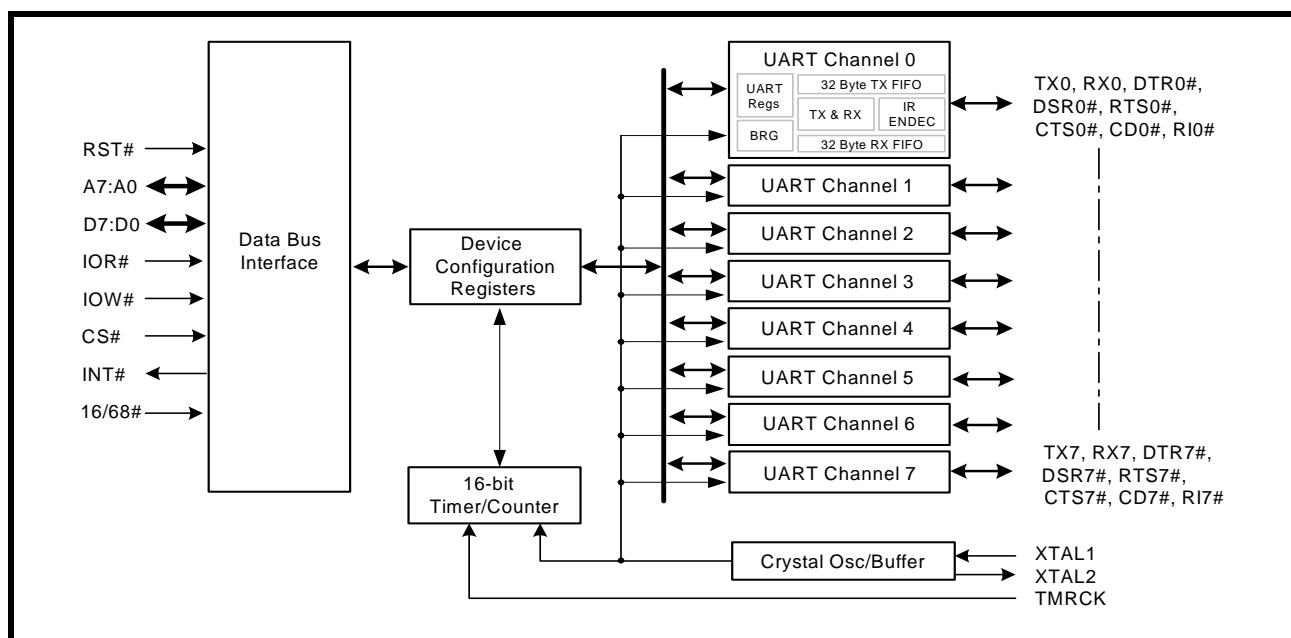 RST#
A7:A0
D7:D0
IOR#
IOW#
CS#
INT#
16/68#
Data Bus
Interface
Device
Configuration
Registers
16-bit
Timer/Counter
UART Channel 0
UART
Regs
BRG
32 Byte TX FIFO
TX & RX
IR
ENDEC
32 Byte RX FIFO
UART Channel 1
UART Channel 2
UART Channel 3
UART Channel 4
UART Channel 5
UART Channel 6
UART Channel 7
Crystal Osc/Buffer
TX0, RX0, DTR0#,
DSR0#, RTS0#,
CTS0#, CD0#, RI0#
TX7, RX7, DTR7#,
DSR7#, RTS7#,
CTS7#, CD7#, RI7#
XTAL1
XTAL2
TMRCK